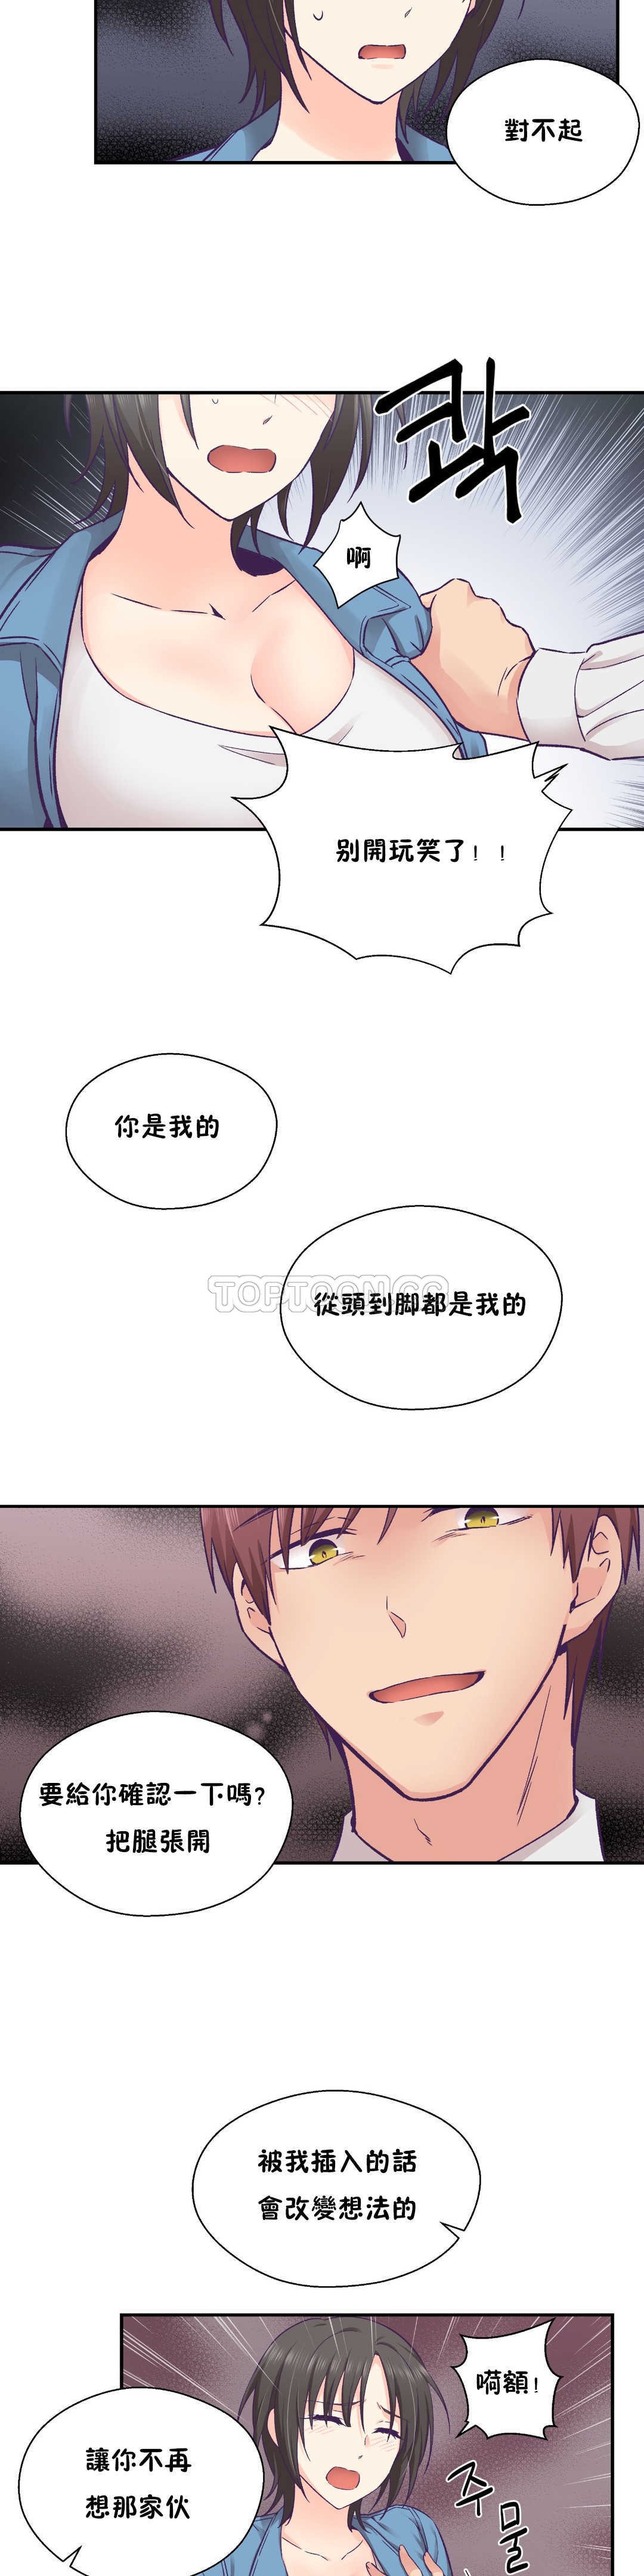 對不起
콱
啊
别開玩笑了！！
你是我的
TOPTOON.CC
從頭到脚都是我的
要給你確認一下嗎?
把腿張開
被我插入的話
會改變想法的
嗬額!
讓你不再
想那家伙
주물